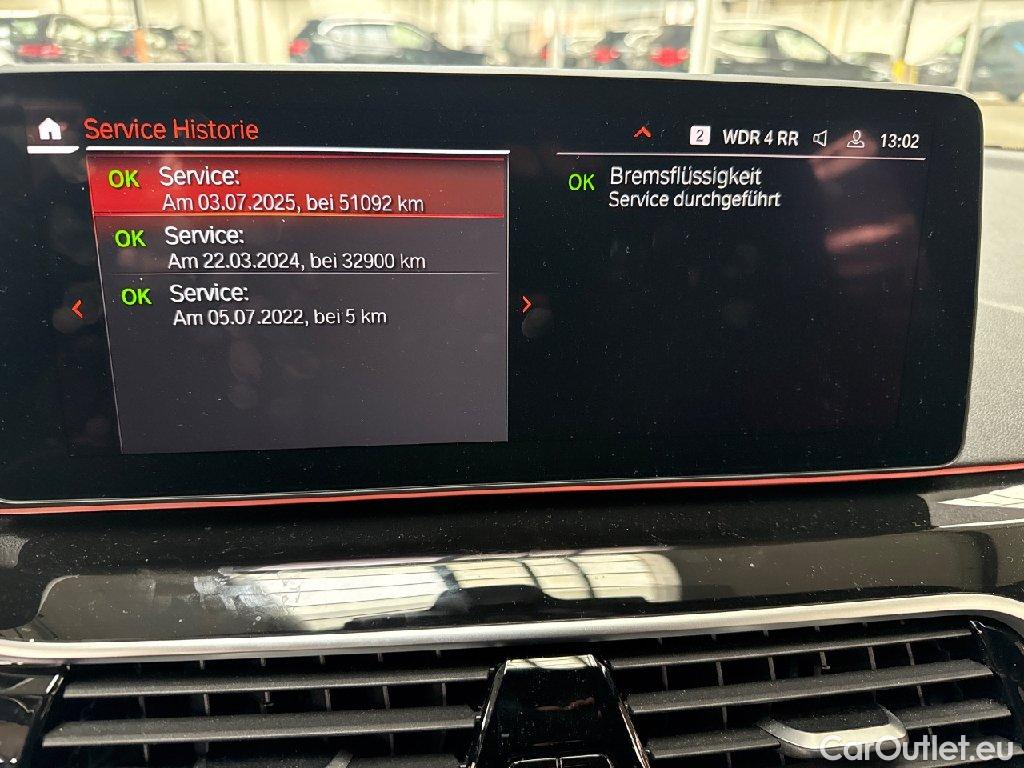 Service Historie
2 WDR 4 RR 13:02
OK Service:
Am 03.07.2025, bei 51092 km
OK Service:
Am 22.03.2024, bei 32900 km
OK Service:
Am 05.07.2022, bei 5 km
OK Bremsflüssigkeit
Service durchgeführt
CarOutlet.eu